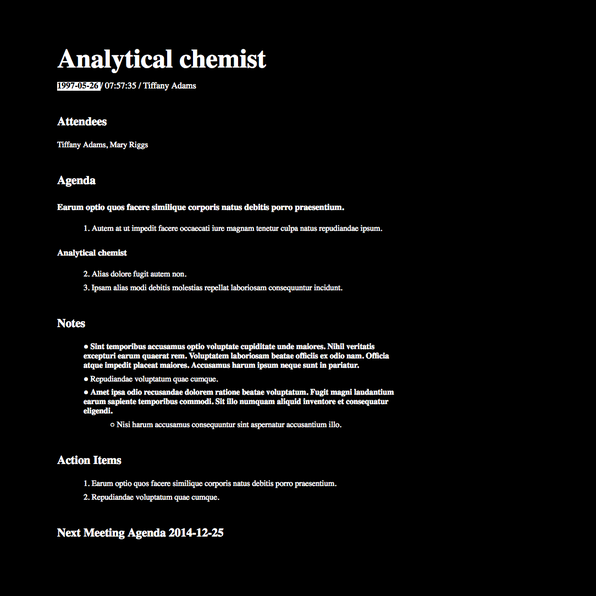 Analytical chemist
1997-05-26 / 07:57:35 / Tiffany Adams
Attendees
Tiffany Adams, Mary Riggs
Agenda
Earum optio quos facere similique corporis natus debitis porro praesentium.
1. Autem at ut impedit facere occaecati iure magnam tenetur culpa natus repudiandae ipsum.
Analytical chemist
2. Alias dolore fugit autem non.
3. Ipsam alias modi debitis molestias repellat laboriosam consequuntur incidunt.
Notes
● Sint temporibus accusamus optio voluptate cupiditate unde maiores. Nihil veritatis
excepturi earum quaerat rem. Voluptatem laboriosam beatae officiis ex odio nam. Officia
atque impedit placeat maiores. Accusamus harum ipsum neque sunt in pariatur.
● Repudiandae voluptatum quae cumque.
● Amet ipsa odio recusandae dolorem ratione beatae voluptatum. Fugit magni laudantium
earum sapiente temporibus commodi. Sit illo numquam aliquid inventore et consequatur
eligendi.
○ Nisi harum accusamus consequuntur sint aspernatur accusantium illo.
Action Items
1. Earum optio quos facere similique corporis natus debitis porro praesentium.
2. Repudiandae voluptatum quae cumque.
Next Meeting Agenda 2014-12-25